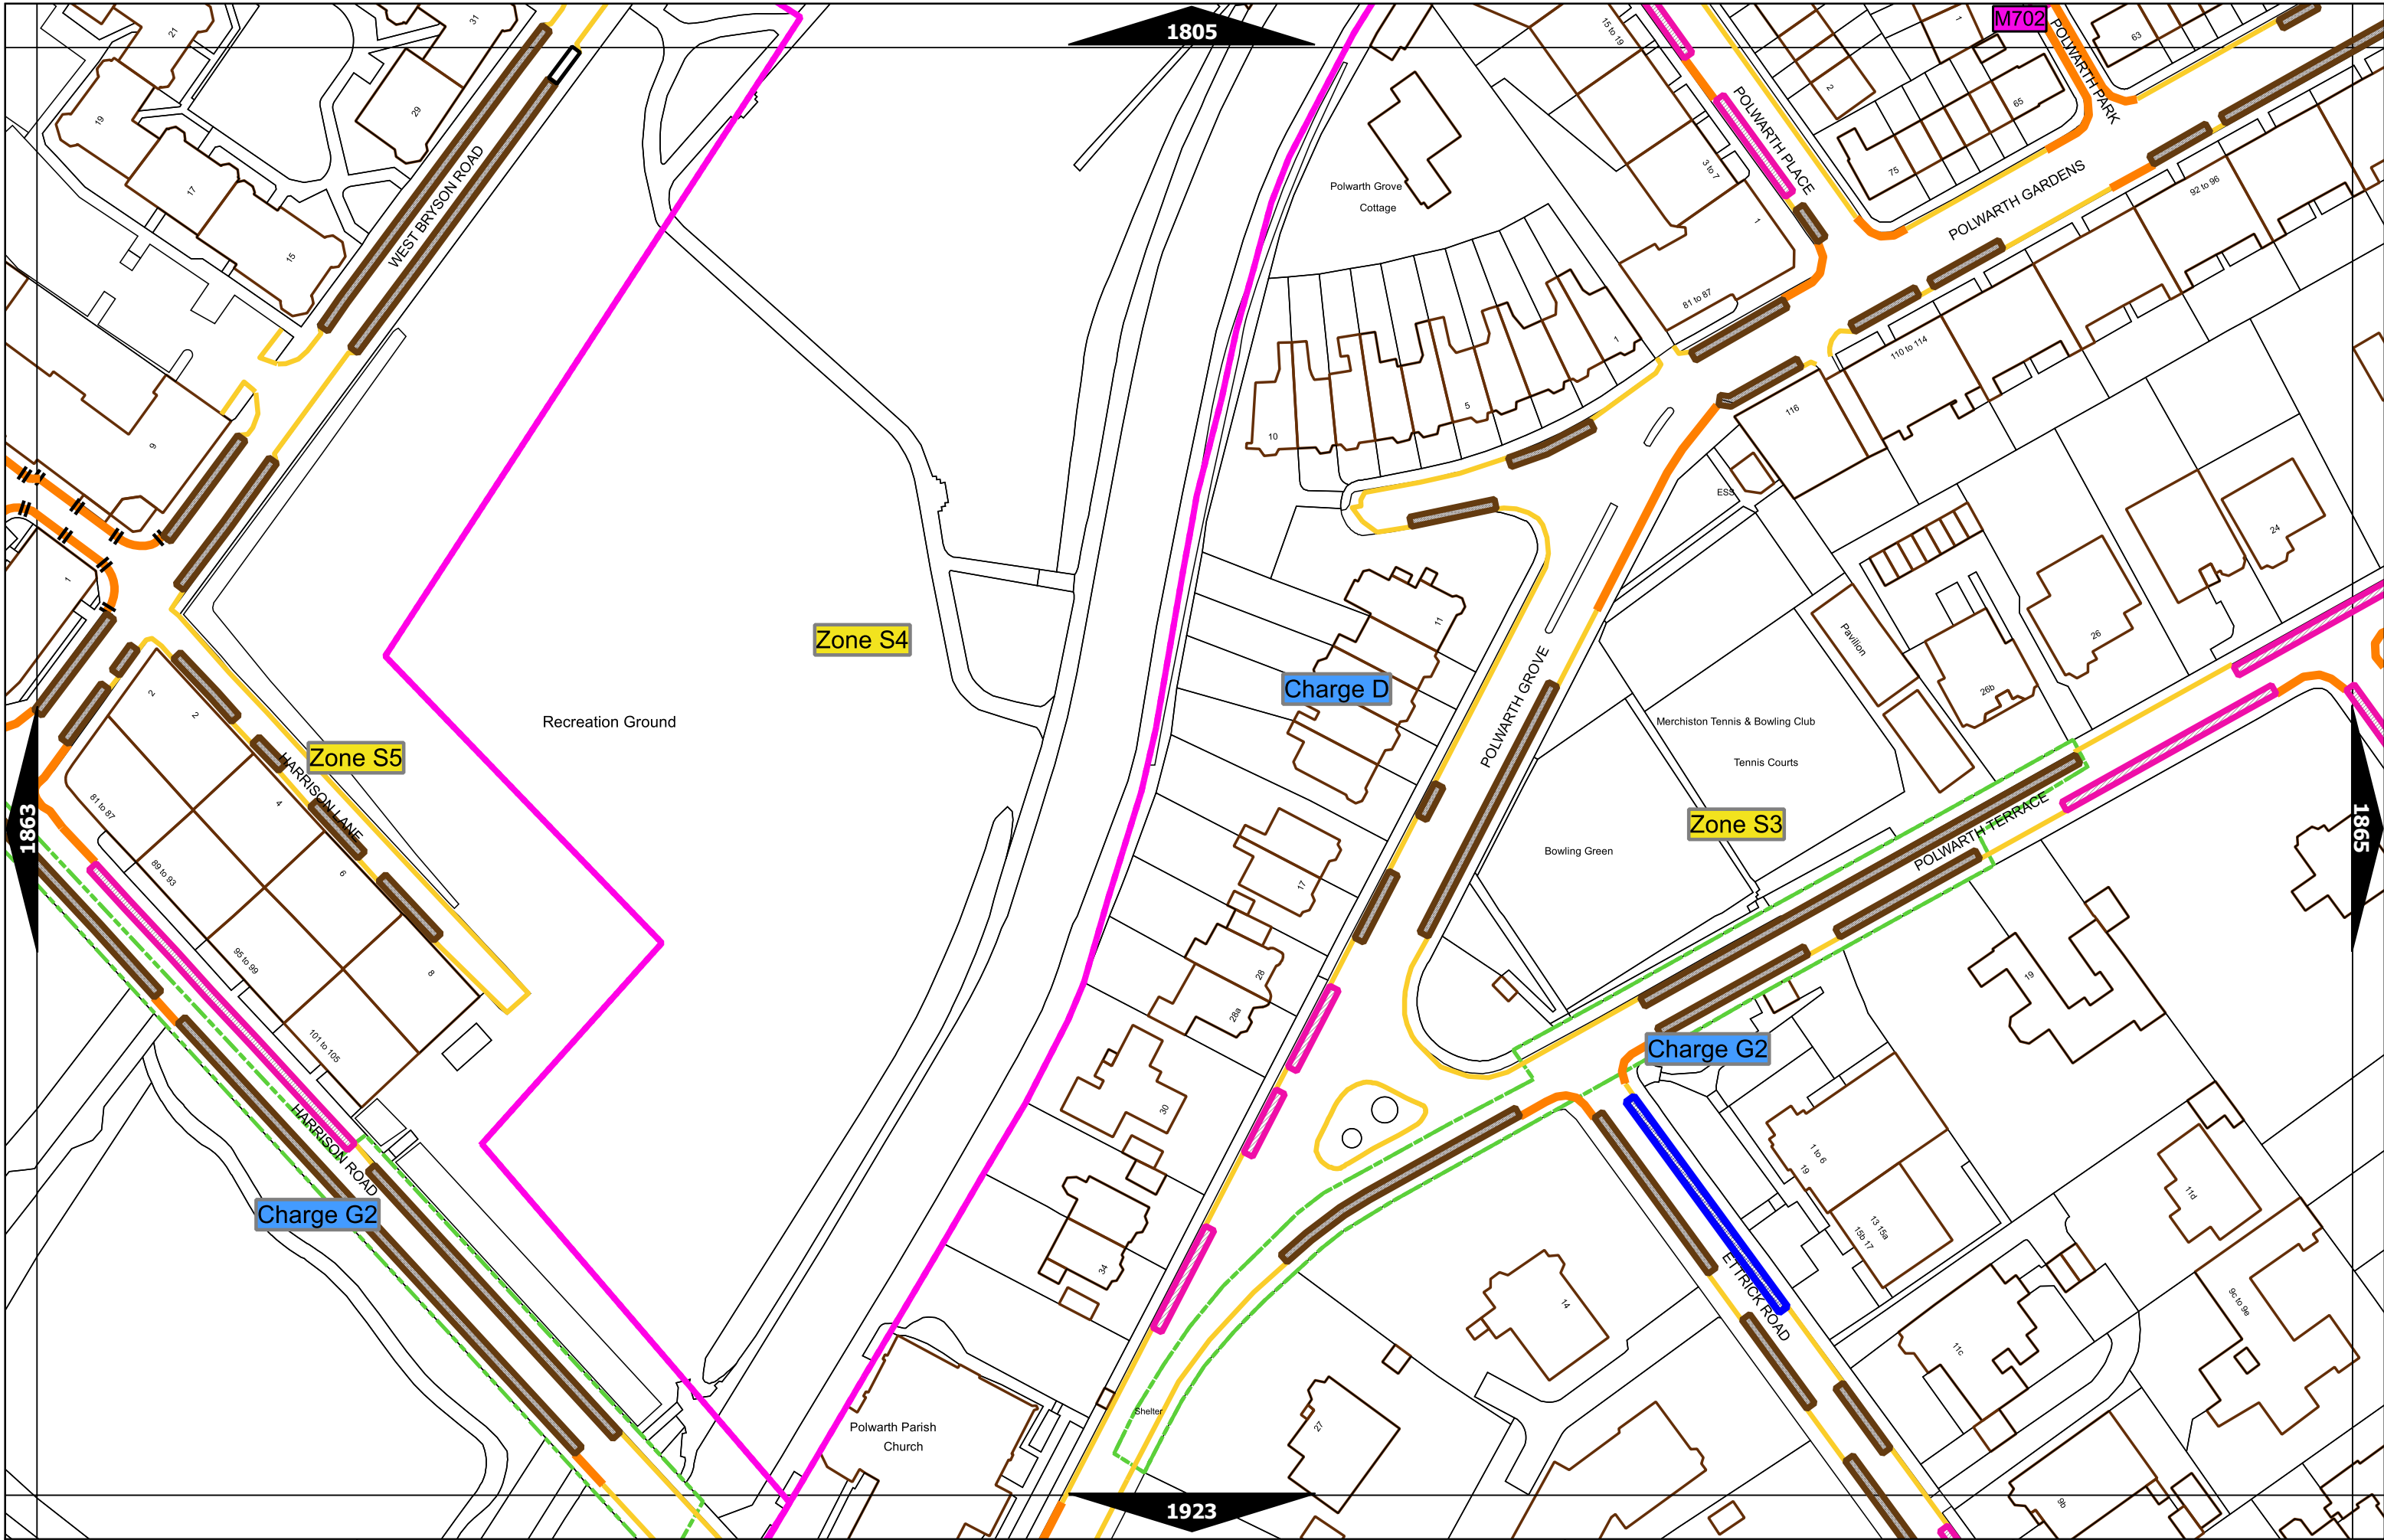 1805
M702
POLWARTH PARK
31
21
63
15 to 19
1
2
29
19
65
POLWARTH PLACE
75
3 to 7
WEST BRYSON ROAD
17
Polwarth Grove
Cottage
POLWARTH GARDENS
92 to 96
1
15
81 to 87
1
110 to 114
5
116
10
9
ESS
24
1
11
Pavilion
26
Zone S4
Charge D
26b
2
2
Recreation Ground
POLWARTH GROVE
Merchiston Tennis & Bowling Club
Tennis Courts
Zone S5
HARRISON LANE
4
81 to 87
1863
Zone S3
POLWARTH TERRACE
1865
Bowling Green
6
89 to 93
17
95 to 99
8
28
28a
19
101 to 105
Charge G2
30
HARRISON ROAD
1 to 6
19
11d
Charge G2
13 15a
15b 17
34
ETTRICK ROAD
14
9c to 9e
11c
Shelter
27
Polwarth Parish
Church
9b
1923